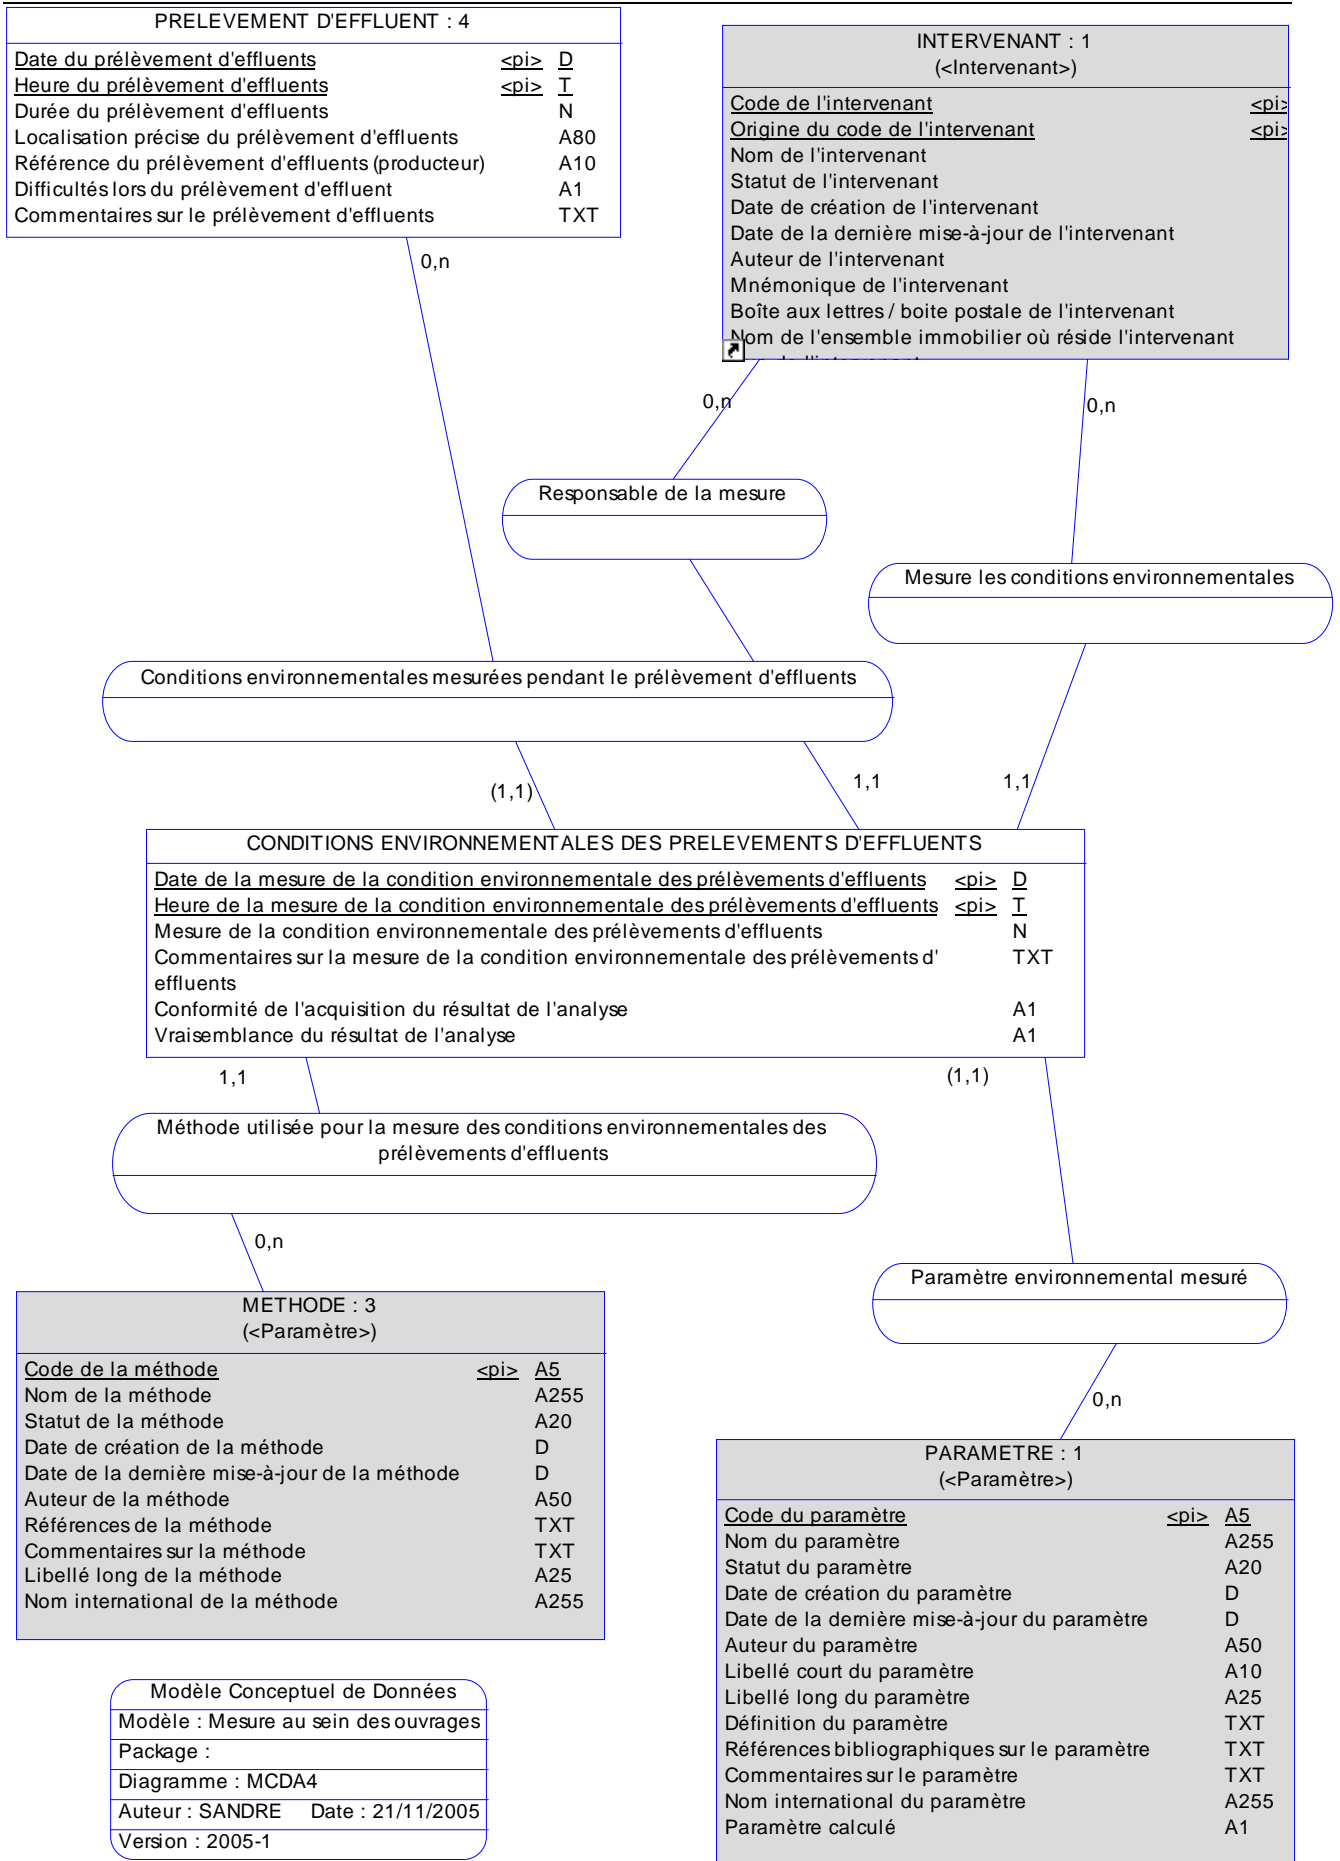 PRELEVEMENT D'EFFLUENT : 4
Date du prélèvement d'effluents <pi> D
Heure du prélèvement d'effluents <pi> T
Durée du prélèvement d'effluents N
Localisation précise du prélèvement d'effluents A80
Référence du prélèvement d'effluents (producteur) A10
Difficultés lors du prélèvement d'effluent A1
Commentaires sur le prélèvement d'effluents TXT
INTERVENANT : 1
(<Intervenant>)
Code de l'intervenant <pi>
Origine du code de l'intervenant <pi>
Nom de l'intervenant
Statut de l'intervenant
Date de création de l'intervenant
Date de la dernière mise-à-jour de l'intervenant
Auteur de l'intervenant
Mnémonique de l'intervenant
Boîte aux lettres / boite postale de l'intervenant
Nom de l'ensemble immobilier où réside l'intervenant
0,n
0,n
0,n
Responsable de la mesure
Mesure les conditions environnementales
Conditions environnementales mesurées pendant le prélèvement d'effluents
(1,1)
1,1
1,1
CONDITIONS ENVIRONNEMENTALES DES PRELEVEMENTS D'EFFLUENTS
Date de la mesure de la condition environnementale des prélèvements d'effluents <pi> D
Heure de la mesure de la condition environnementale des prélèvements d'effluents <pi> T
Mesure de la condition environnementale des prélèvements d'effluents N
Commentaires sur la mesure de la condition environnementale des prélèvements d' TXT
effluents
Conformité de l'acquisition du résultat de l'analyse A1
Vraisemblance du résultat de l'analyse A1
1,1
(1,1)
Méthode utilisée pour la mesure des conditions environnementales des
prélèvements d'effluents
0,n
Paramètre environnemental mesuré
0,n
METHODE : 3
(<Paramètre>)
Code de la méthode <pi> A5
Nom de la méthode A255
Statut de la méthode A20
Date de création de la méthode D
Date de la dernière mise-à-jour de la méthode D
Auteur de la méthode A50
Références de la méthode TXT
Commentaires sur la méthode TXT
Libellé long de la méthode A25
Nom international de la méthode A255
PARAMETRE : 1
(<Paramètre>)
Code du paramètre <pi> A5
Nom du paramètre A255
Statut du paramètre A20
Date de création du paramètre D
Date de la dernière mise-à-jour du paramètre D
Auteur du paramètre A50
Libellé court du paramètre A10
Libellé long du paramètre A25
Définition du paramètre TXT
Références bibliographiques sur le paramètre TXT
Commentaires sur le paramètre TXT
Nom international du paramètre A255
Paramètre calculé A1
Modèle Conceptuel de Données
Modèle : Mesure au sein des ouvrages
Package :
Diagramme : MCDA4
Auteur : SANDRE Date : 21/11/2005
Version : 2005-1